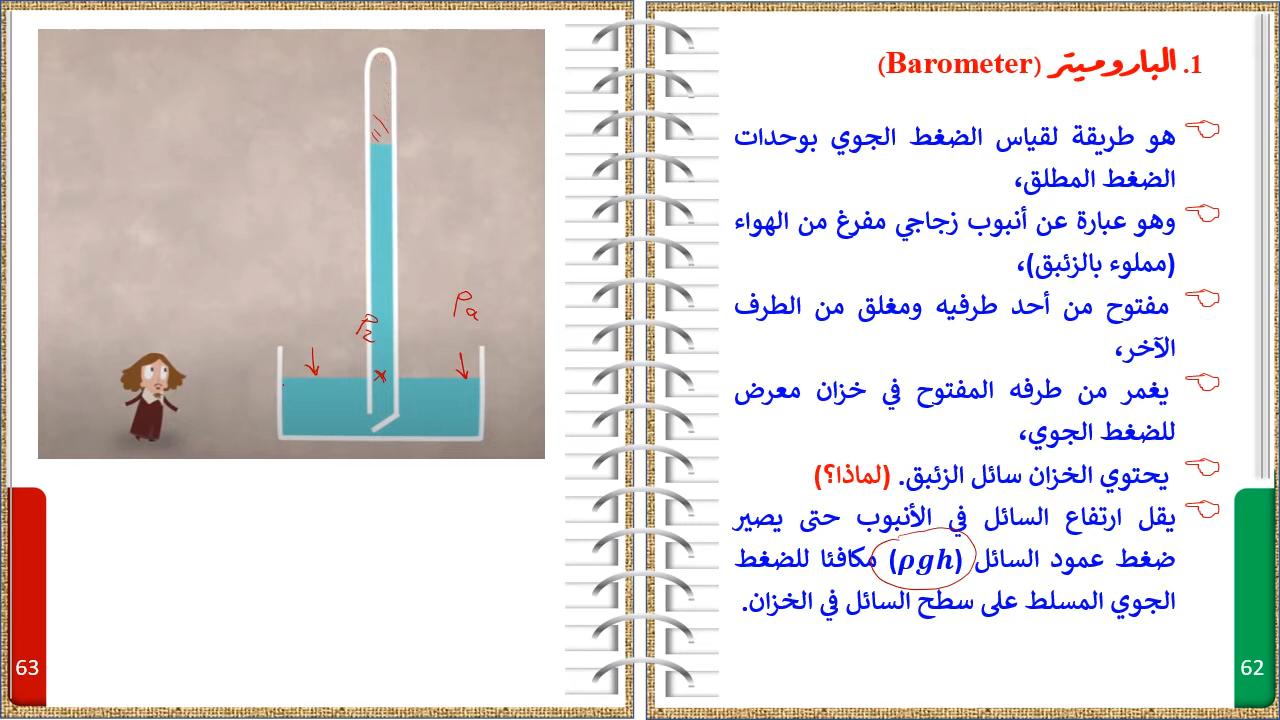 1. الباروميتر (Barometer)
هو طريقة لقياس الضغط الجوي بوحدات
الضغط المطلق،
وهو عبارة عن أنبوب زجاجي مفرغ من الهواء
(مملوء بالزئبق)،
مفتوح من أحد طرفيه ومغلق من الطرف
الآخر،
يغمر من طرفه المفتوح في خزان معرض
للضغط الجوي،
يحتوي الخزان سائل الزئبق. (لماذا؟)
يقل ارتفاع السائل في الأنبوب حتى يصير
ضغط عمود السائل (ρgh) مكافئا للضغط
الجوي المسلط على سطح السائل في الخزان.
62
Pa
63